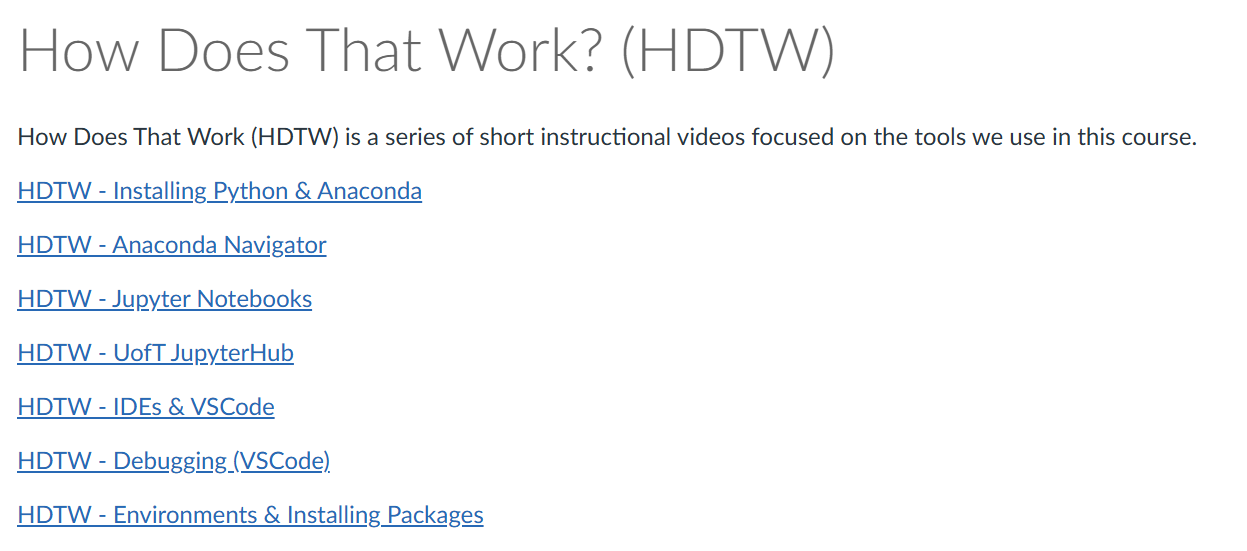 How Does That Work? (HDTW)
How Does That Work (HDTW) is a series of short instructional videos focused on the tools we use in this course.
HDTW - Installing Python & Anaconda
HDTW - Anaconda Navigator
HDTW - Jupyter Notebooks
HDTW - UofT JupyterHub
HDTW - IDEs & VSCode
HDTW - Debugging (VSCode)
HDTW - Environments & Installing Packages